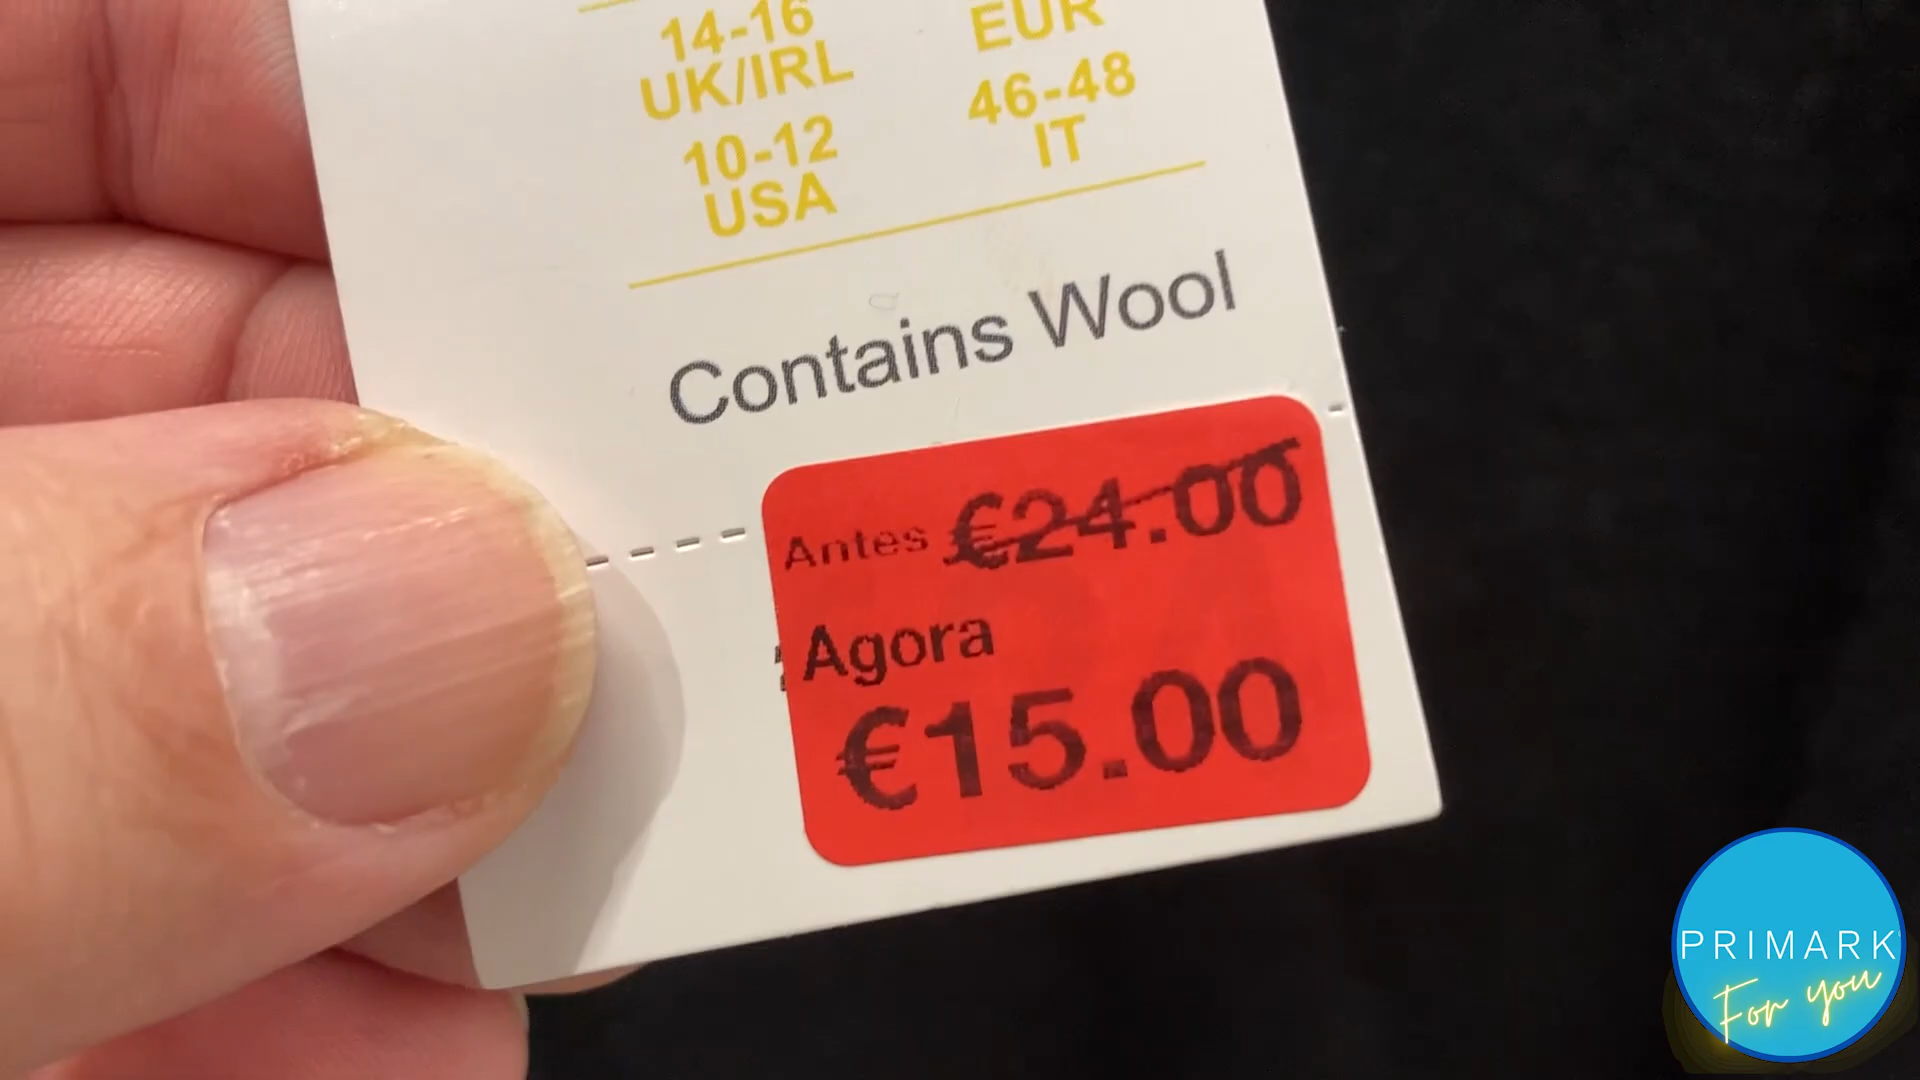 14-16
UK/IRL
10-12
USA
EUR
46-48
IT
Contains Wool
Antes €24.00
Agora
€15.00
PRIMARK
For you